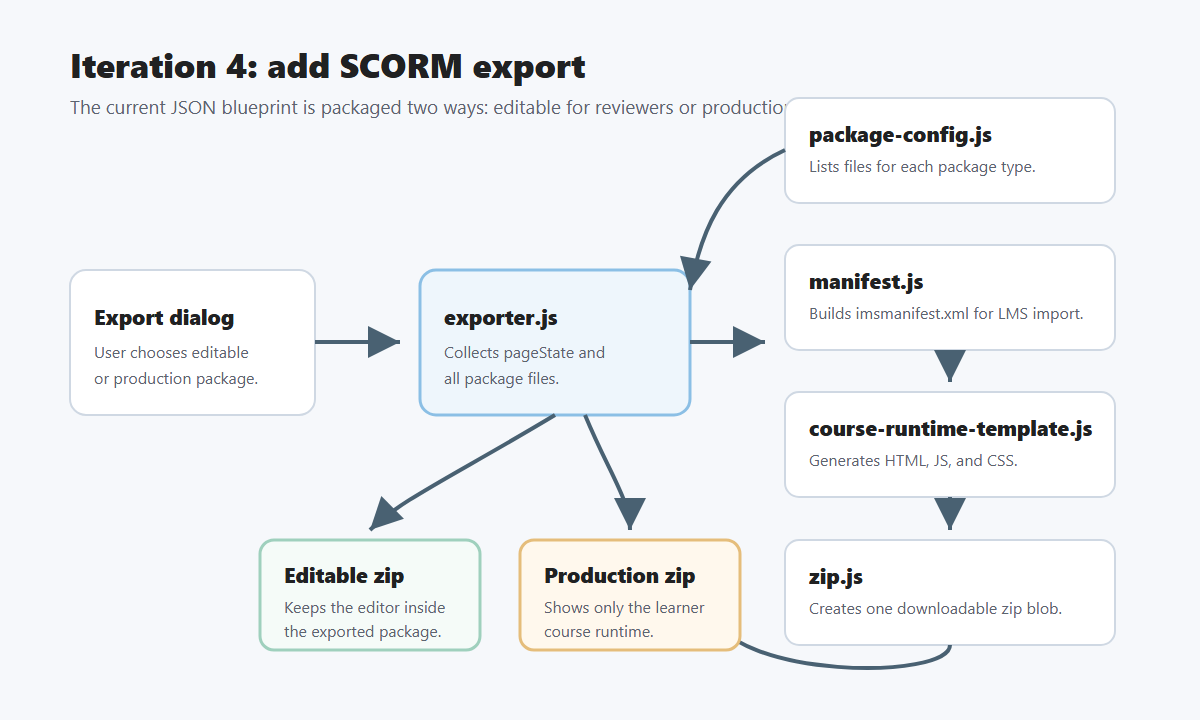 Iteration 4: add SCORM export
The current JSON blueprint is packaged two ways: editable for reviewers or production
package-config.js
Lists files for each package type.
manifest.js
Builds imsmanifest.xml for LMS import.
Export dialog
User chooses editable
or production package.
exporter.js
Collects pageState and
all package files.
course-runtime-template.js
Generates HTML, JS, and CSS.
Editable zip
Keeps the editor inside
the exported package.
Production zip
Shows only the learner
course runtime.
zip.js
Creates one downloadable zip blob.